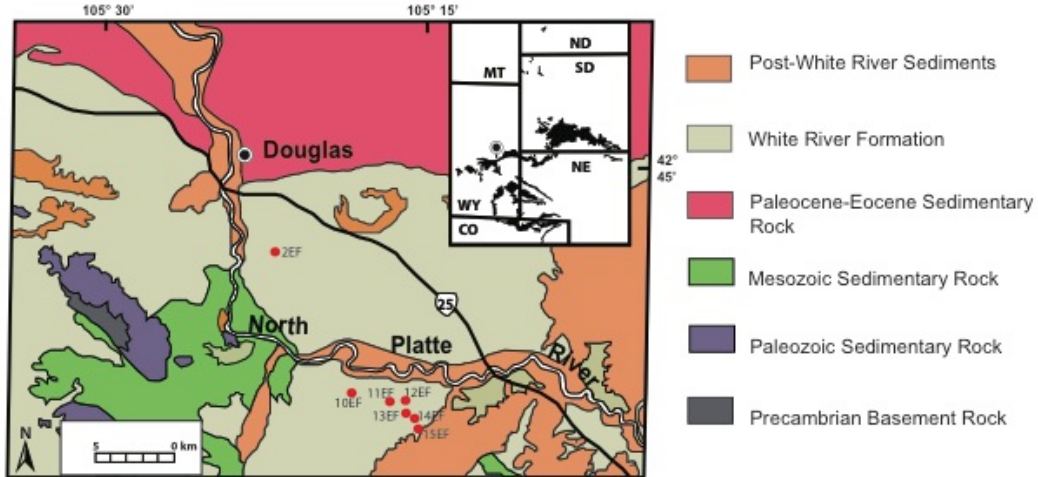 105° 30'
105° 15'
ND
SD
MT
NE
WY
CO
42°
45'
Douglas
2EF
25
North
Platte
River
10EF
11EF
12EF
13EF
14EF
15EF
N
5
0 km
Post-White River Sediments
White River Formation
Paleocene-Eocene Sedimentary
Rock
Mesozoic Sedimentary Rock
Paleozoic Sedimentary Rock
Precambrian Basement Rock